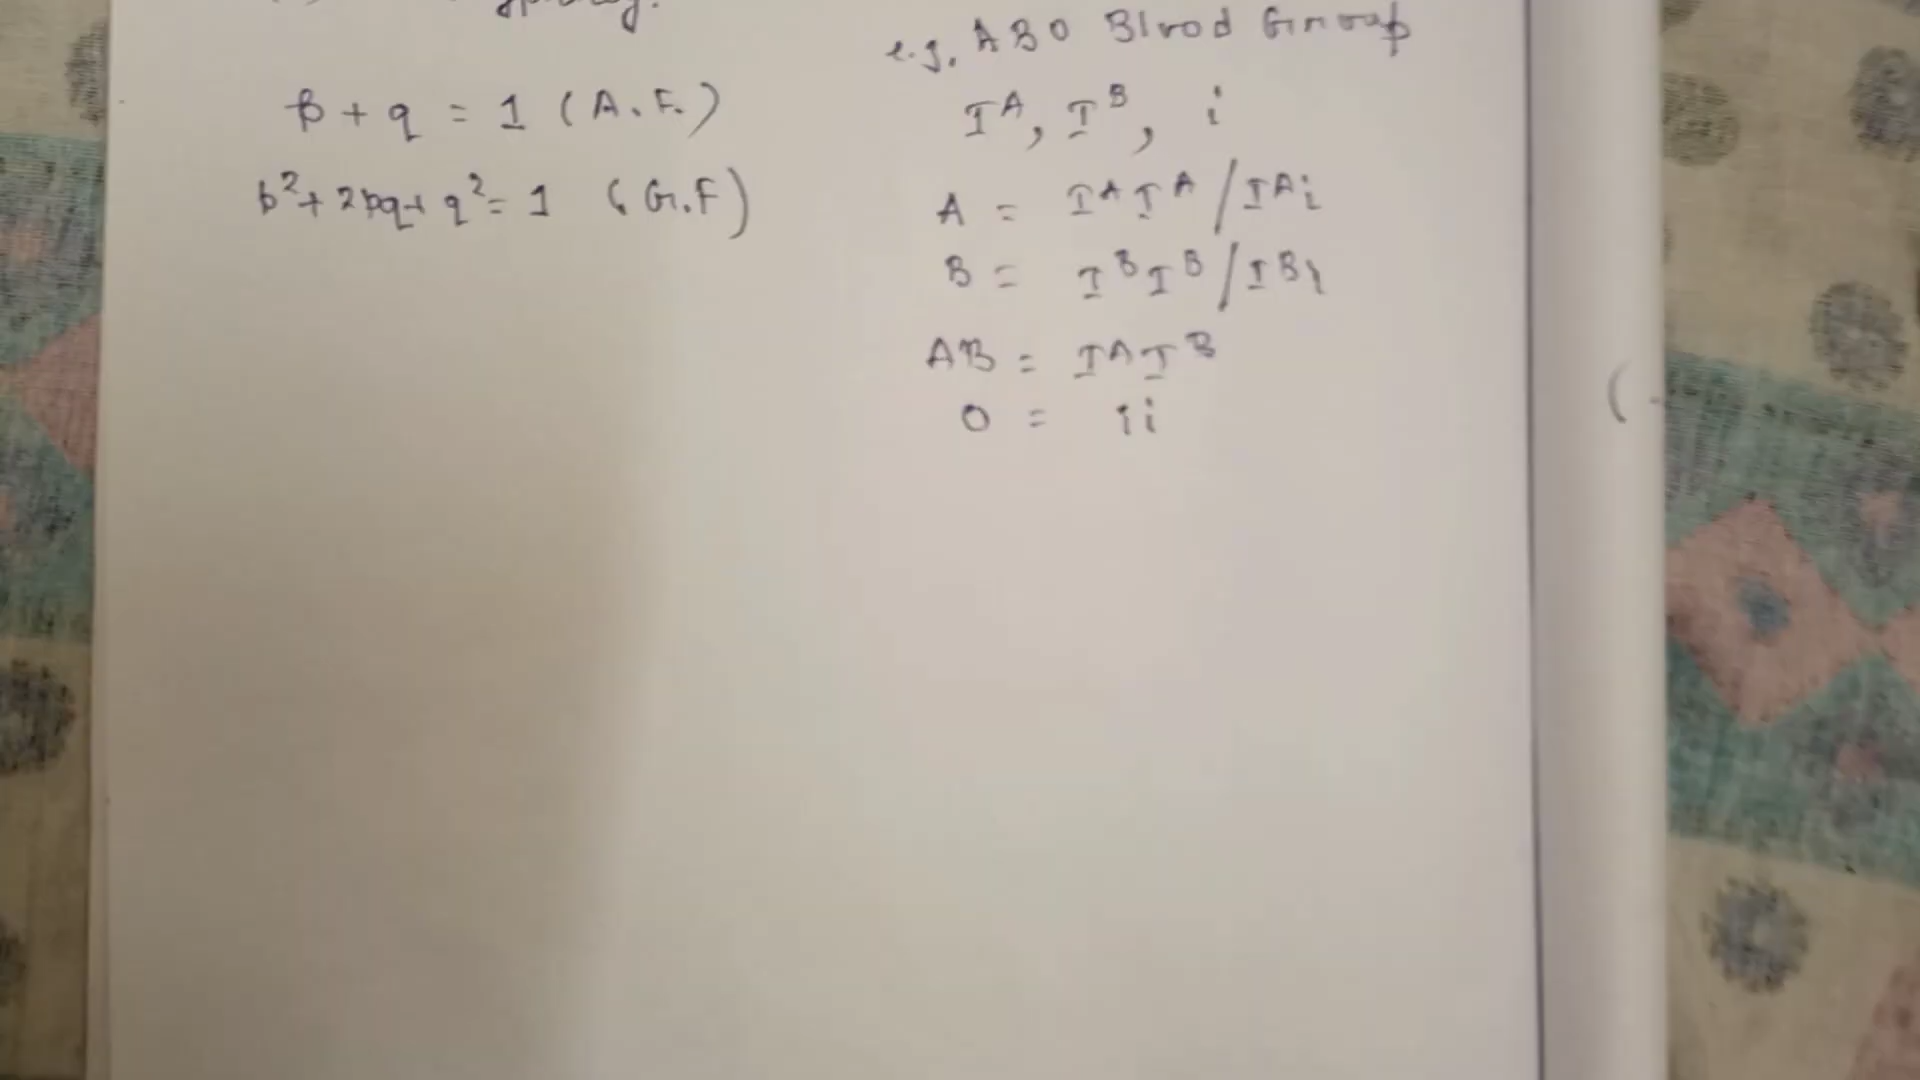 p + q = 1 (A.F.)
p²+2pq+q²= 1 (G.F)
e.g. ABO Blood Group
Iᴬ, Iᴮ, i
A = IᴬIᴬ/Iᴬi
B = IᴮIᴮ/Iᴮi
AB = IᴬIᴮ
O = ii
(-